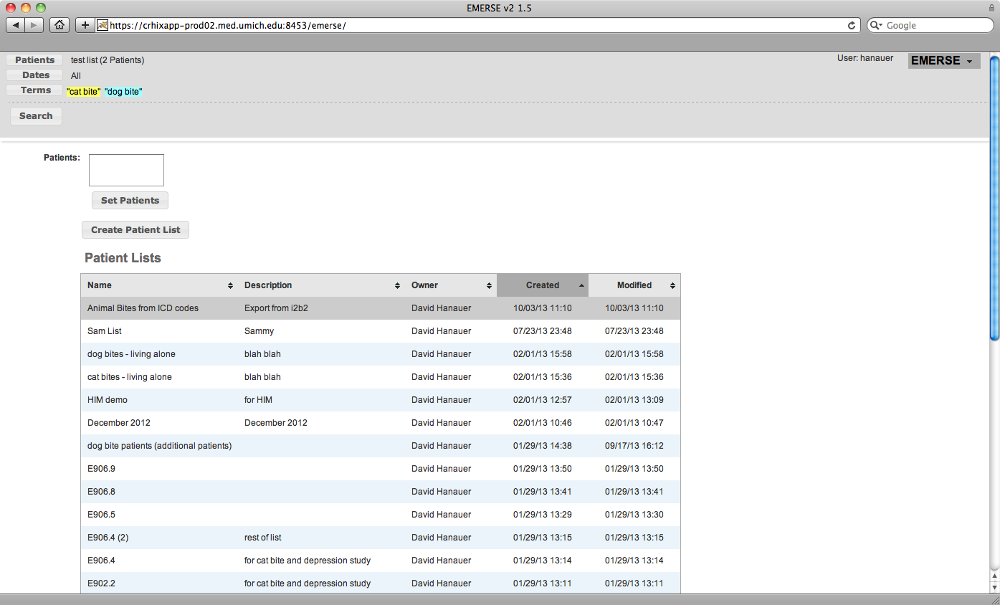 EMERSE v2 1.5
https://crhixapp-prod02.med.umich.edu:8453/emerse/
Google
Patients test list (2 Patients) User: hanauer EMERSE
Dates All
Terms "cat bite" "dog bite"
Search
Patients:
Set Patients
Create Patient List
Patient Lists
Name Description Owner Created Modified
Animal Bites from ICD codes Export from i2b2 David Hanauer 10/03/13 11:10 10/03/13 11:10
Sam List Sammy David Hanauer 07/23/13 23:48 07/23/13 23:48
dog bites - living alone blah blah David Hanauer 02/01/13 15:58 02/01/13 15:58
cat bites - living alone blah blah David Hanauer 02/01/13 15:36 02/01/13 15:36
HIM demo for HIM David Hanauer 02/01/13 12:57 02/01/13 13:09
December 2012 December 2012 David Hanauer 02/01/13 10:46 02/01/13 10:47
dog bite patients (additional patients) David Hanauer 01/29/13 14:38 09/17/13 16:12
E906.9 David Hanauer 01/29/13 13:50 01/29/13 13:50
E906.8 David Hanauer 01/29/13 13:41 01/29/13 13:41
E906.5 David Hanauer 01/29/13 13:29 01/29/13 13:30
E906.4 (2) rest of list David Hanauer 01/29/13 13:15 01/29/13 13:15
E906.4 for cat bite and depression study David Hanauer 01/29/13 13:14 01/29/13 13:14
E902.2 for cat bite and depression study David Hanauer 01/29/13 13:11 01/29/13 13:11